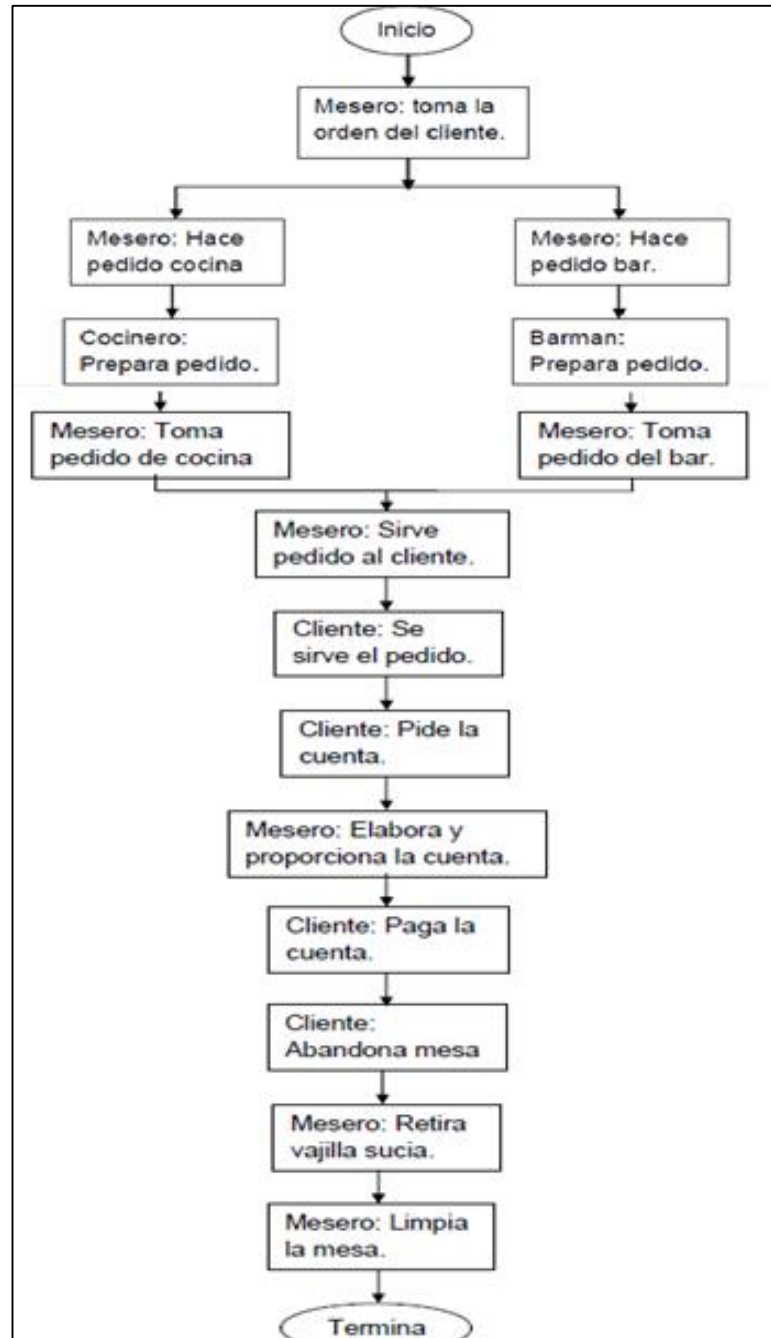 Inicio
Mesero: toma la
orden del cliente.
Mesero: Hace
pedido cocina
Mesero: Hace
pedido bar.
Cocinero:
Prepara pedido.
Barman:
Prepara pedido.
Mesero: Toma
pedido de cocina
Mesero: Toma
pedido del bar.
Mesero: Sirve
pedido al cliente.
Cliente: Se
sirve el pedido.
Cliente: Pide la
cuenta.
Mesero: Elabora y
proporciona la cuenta.
Cliente: Paga la
cuenta.
Cliente:
Abandona mesa
Mesero: Retira
vajilla sucia.
Mesero: Limpia
la mesa.
Termina